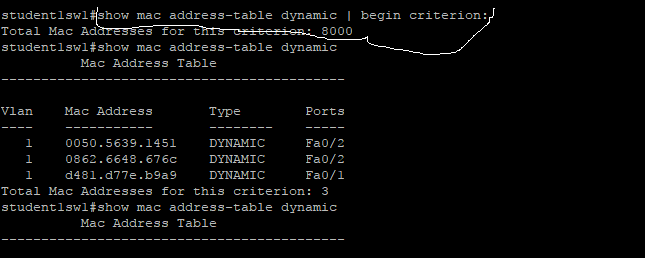 student1sw1#show mac address-table dynamic | begin criterion:
Total Mac Addresses for this criterion: 8000
student1sw1#show mac address-table dynamic
Mac Address Table
-------------------------------------------
Vlan    Mac Address       Type        Ports
----    -----------       --------    -----
1    0050.5639.1451    DYNAMIC     Fa0/2
1    0862.6648.676c    DYNAMIC     Fa0/2
1    d481.d77e.b9a9    DYNAMIC     Fa0/1
Total Mac Addresses for this criterion: 3
student1sw1#show mac address-table dynamic
Mac Address Table
-------------------------------------------